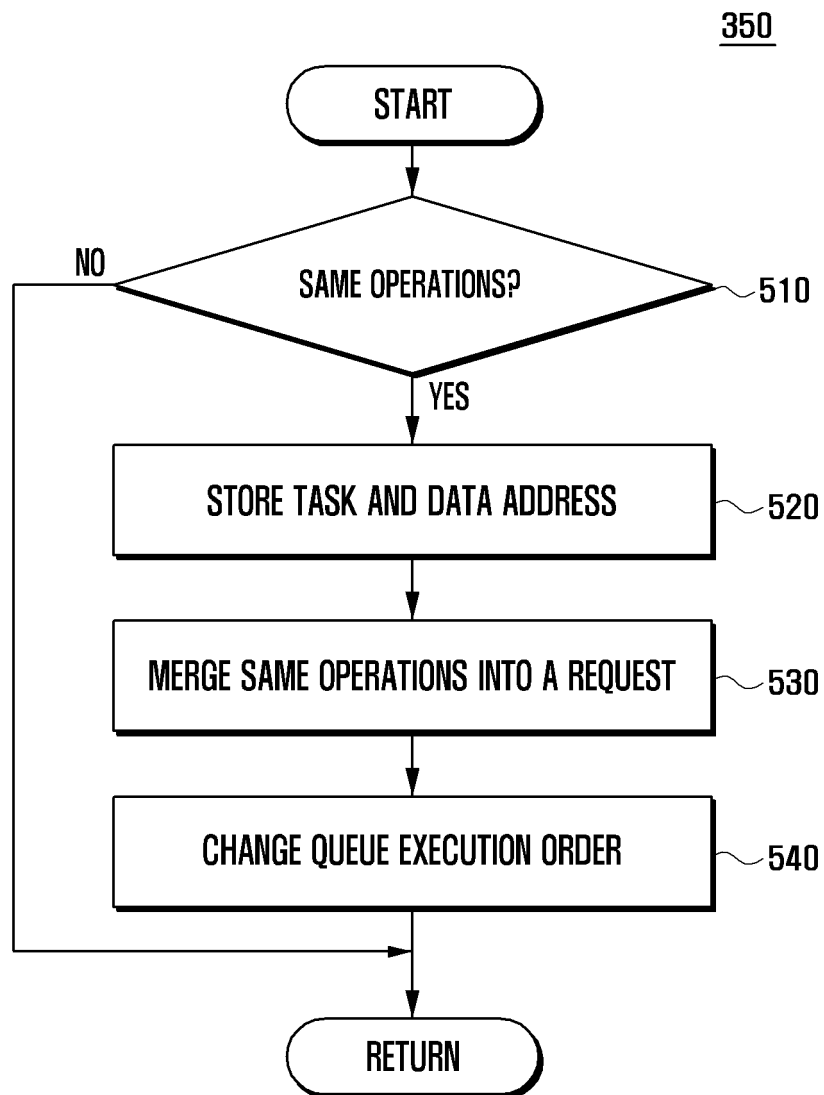 350
START
NO
SAME OPERATIONS?
510
YES
STORE TASK AND DATA ADDRESS
520
MERGE SAME OPERATIONS INTO A REQUEST
530
CHANGE QUEUE EXECUTION ORDER
540
RETURN